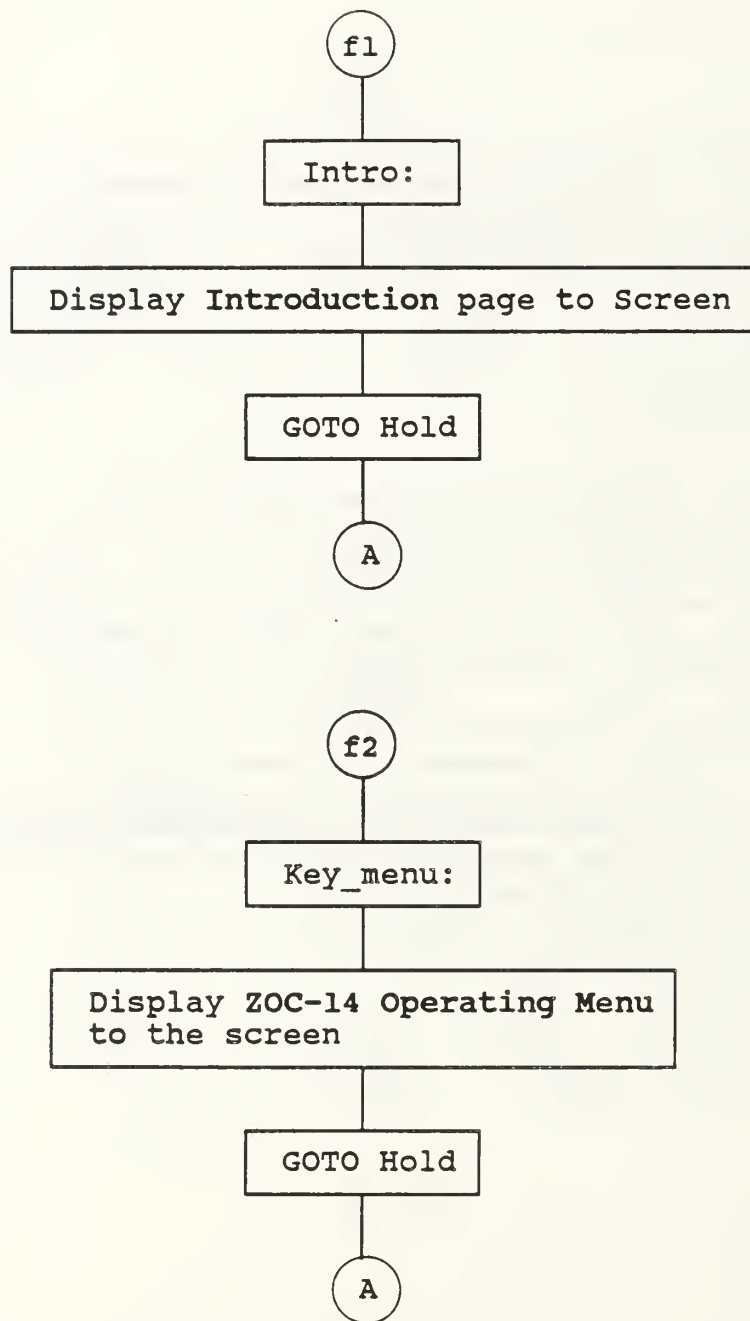 f1
Intro:
Display Introduction page to Screen
GOTO Hold
A
f2
Key_menu:
Display ZOC-14 Operating Menu
to the screen
GOTO Hold
A